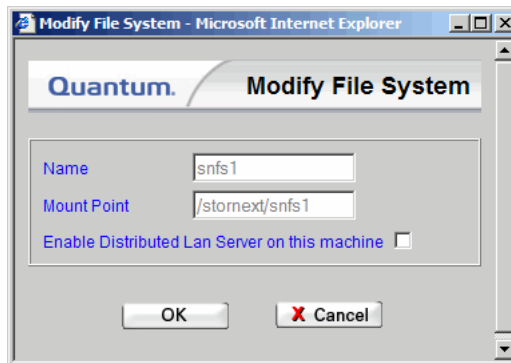 Modify File System - Microsoft Internet Explorer
Quantum. Modify File System
Name snfs1
Mount Point /stornext/snfs1
Enable Distributed Lan Server on this machine
OK X Cancel